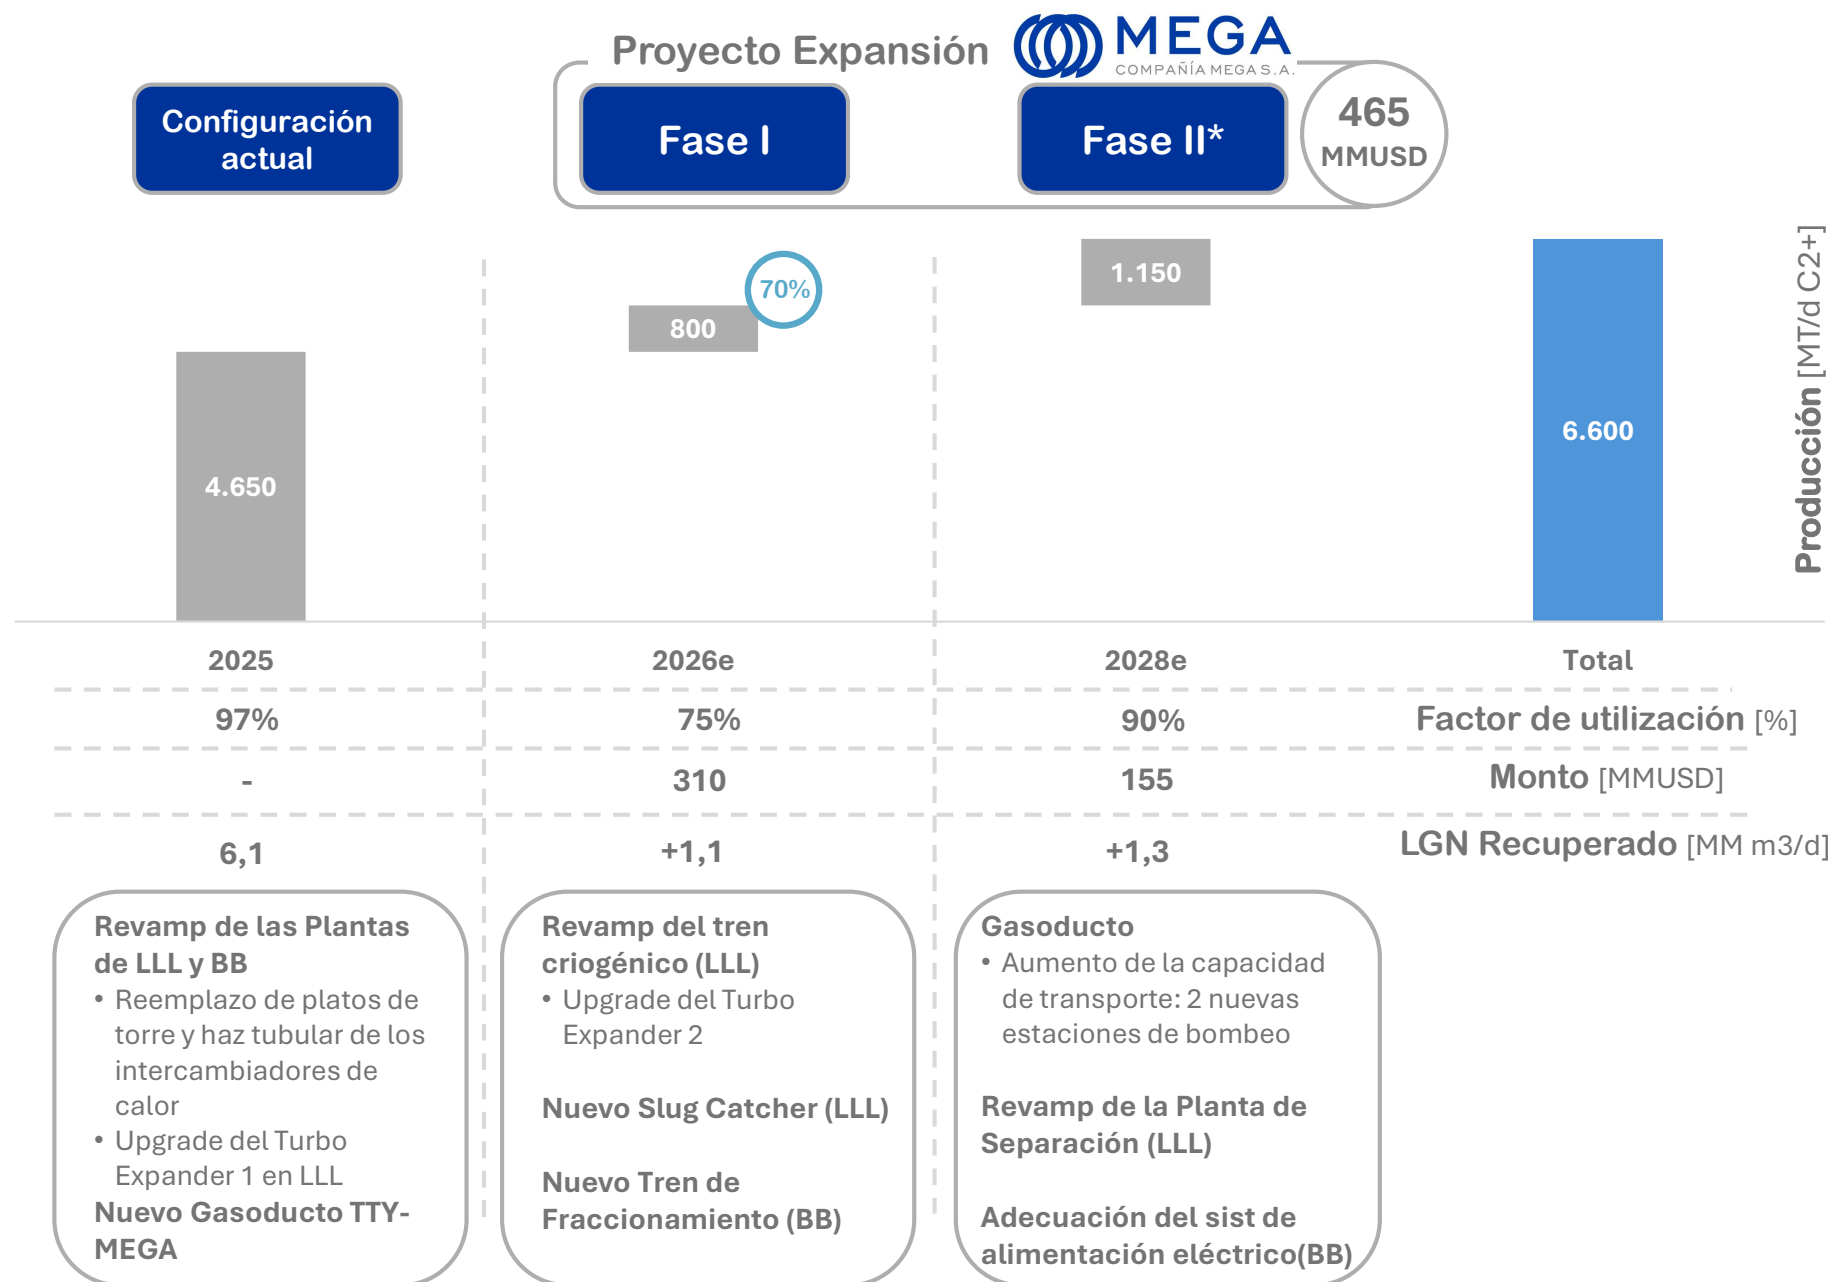 Proyecto Expansión
MEGA
COMPAÑÍA MEGA S.A.
Configuración
actual
Fase I
Fase II*
465
MMUSD
4.650
800
70%
1.150
6.600
Producción [MT/d C2+]
2025
2026e
2028e
Total
97%
75%
90%
Factor de utilización [%]
-
310
155
Monto [MMUSD]
6,1
+1,1
+1,3
LGN Recuperado [MM m3/d]
Revamp de las Plantas
de LLL y BB
• Reemplazo de platos de
torre y haz tubular de los
intercambiadores de
calor
• Upgrade del Turbo
Expander 1 en LLL
Nuevo Gasoducto TTY-
MEGA
Revamp del tren
criogénico (LLL)
• Upgrade del Turbo
Expander 2
Nuevo Slug Catcher (LLL)
Nuevo Tren de
Fraccionamiento (BB)
Gasoducto
• Aumento de la capacidad
de transporte: 2 nuevas
estaciones de bombeo
Revamp de la Planta de
Separación (LLL)
Adecuación del sist de
alimentación eléctrico(BB)